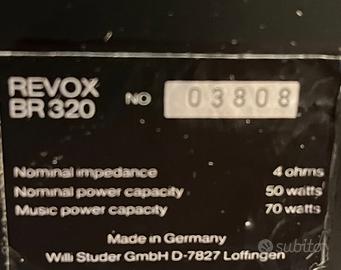 REVOX
BR 320
NO 03808
Nominal impedance 4 ohms
Nominal power capacity 50 watts
Music power capacity 70 watts
Made in Germany
Willi Studer GmbH D-7827 Loffingen
subito